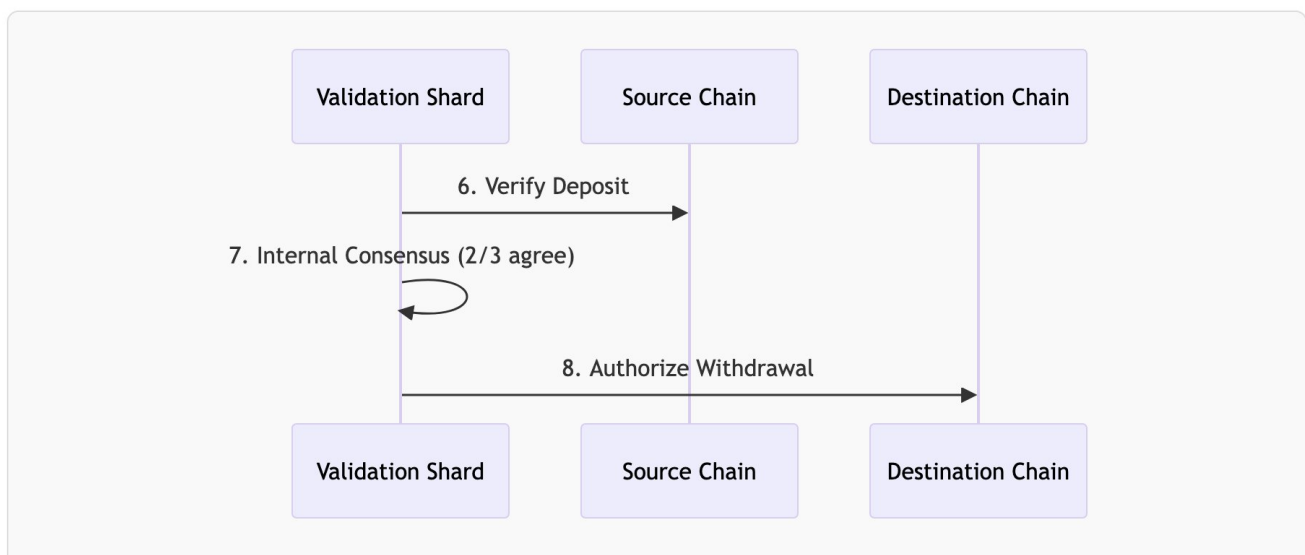 Validation Shard
Source Chain
Destination Chain
6. Verify Deposit
7. Internal Consensus (2/3 agree)
8. Authorize Withdrawal
Validation Shard
Source Chain
Destination Chain